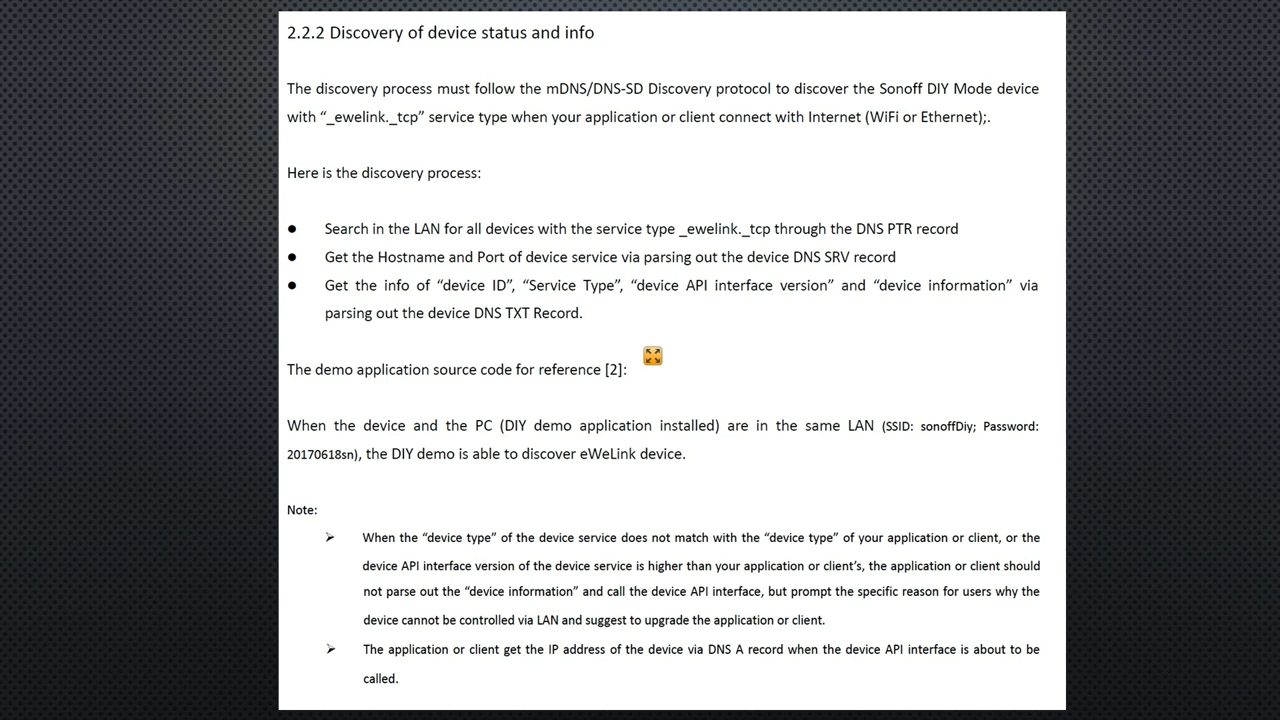 2.2.2 Discovery of device status and info
The discovery process must follow the mDNS/DNS-SD Discovery protocol to discover the Sonoff DIY Mode device
with “_ewelink._tcp” service type when your application or client connect with Internet (WiFi or Ethernet);.
Here is the discovery process:
● Search in the LAN for all devices with the service type _ewelink._tcp through the DNS PTR record
● Get the Hostname and Port of device service via parsing out the device DNS SRV record
● Get the info of “device ID”, “Service Type”, “device API interface version” and “device information” via
parsing out the device DNS TXT Record.
The demo application source code for reference [2]:
When the device and the PC (DIY demo application installed) are in the same LAN (SSID: sonoffDiy; Password:
20170618sn), the DIY demo is able to discover eWeLink device.
Note:
➢ When the “device type” of the device service does not match with the “device type” of your application or client, or the
device API interface version of the device service is higher than your application or client’s, the application or client should
not parse out the “device information” and call the device API interface, but prompt the specific reason for users why the
device cannot be controlled via LAN and suggest to upgrade the application or client.
➢ The application or client get the IP address of the device via DNS A record when the device API interface is about to be
called.